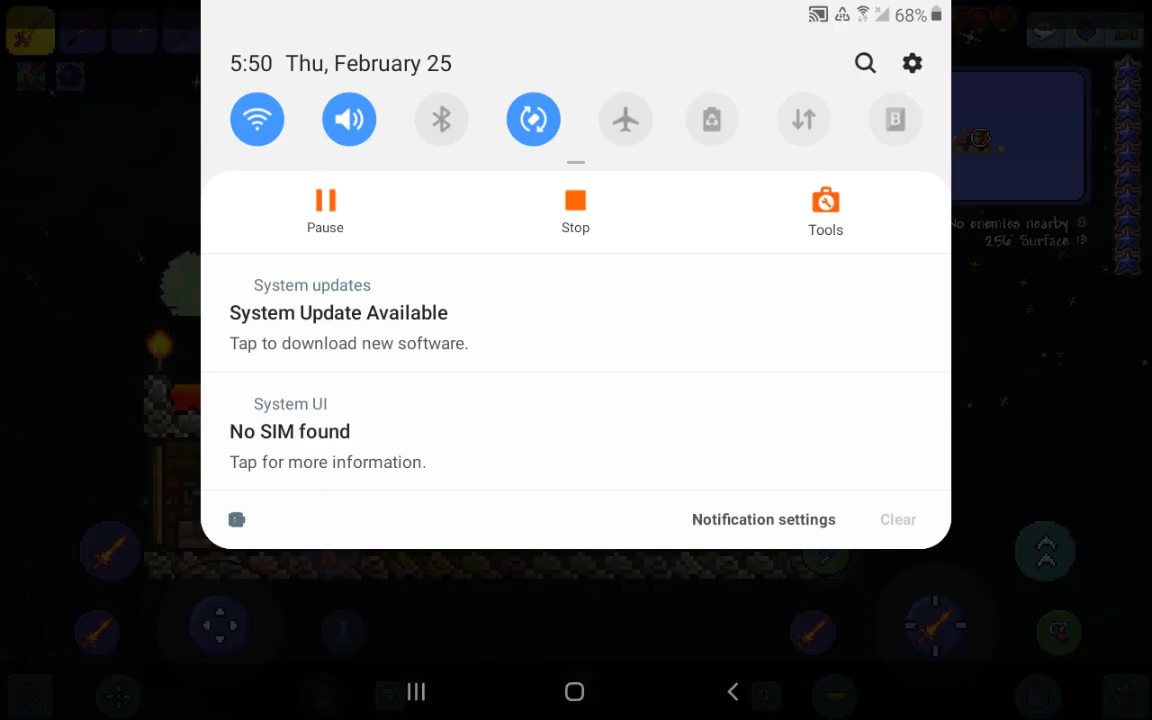 68%
5:50 Thu, February 25
B
Pause
Stop
Tools
No enemies nearby
256' Surface
System updates
System Update Available
Tap to download new software.
System UI
No SIM found
Tap for more information.
Notification settings
Clear